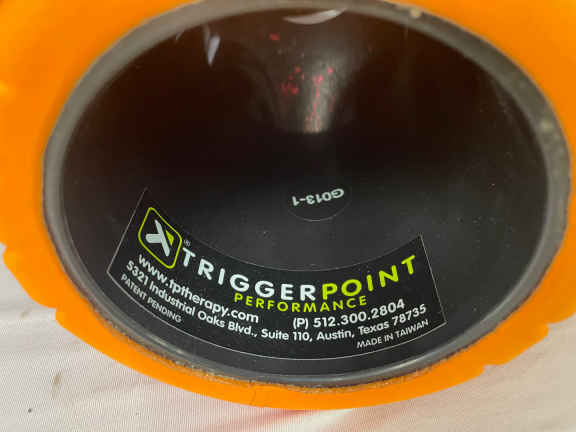 G013-1
TRIGGERPOINT®
PERFORMANCE
www.tptherapy.com (P) 512.300.2804
5321 Industrial Oaks Blvd., Suite 110, Austin, Texas 78735
PATENT PENDING MADE IN TAIWAN